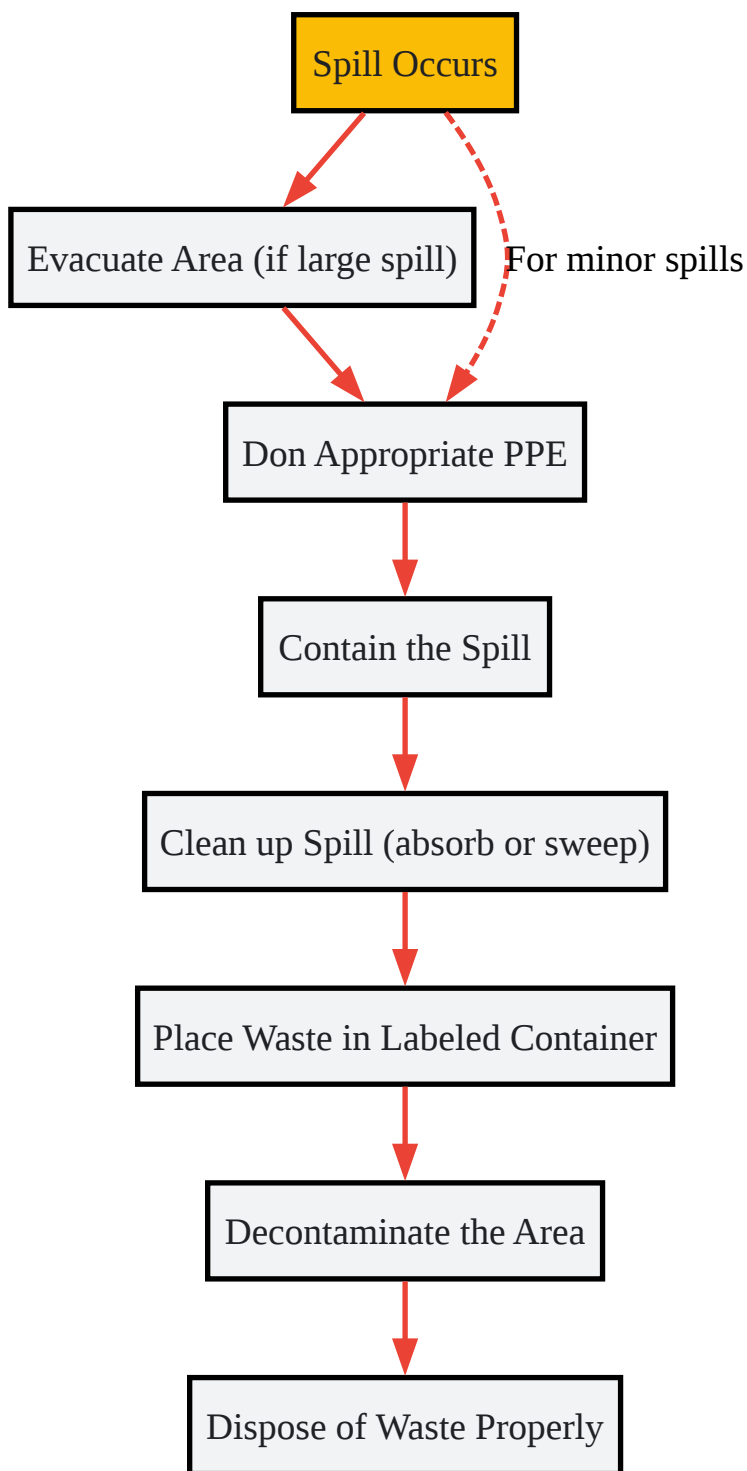 Spill Occurs
Evacuate Area (if large spill)
For minor spills
Don Appropriate PPE
Contain the Spill
Clean up Spill (absorb or sweep)
Place Waste in Labeled Container
Decontaminate the Area
Dispose of Waste Properly